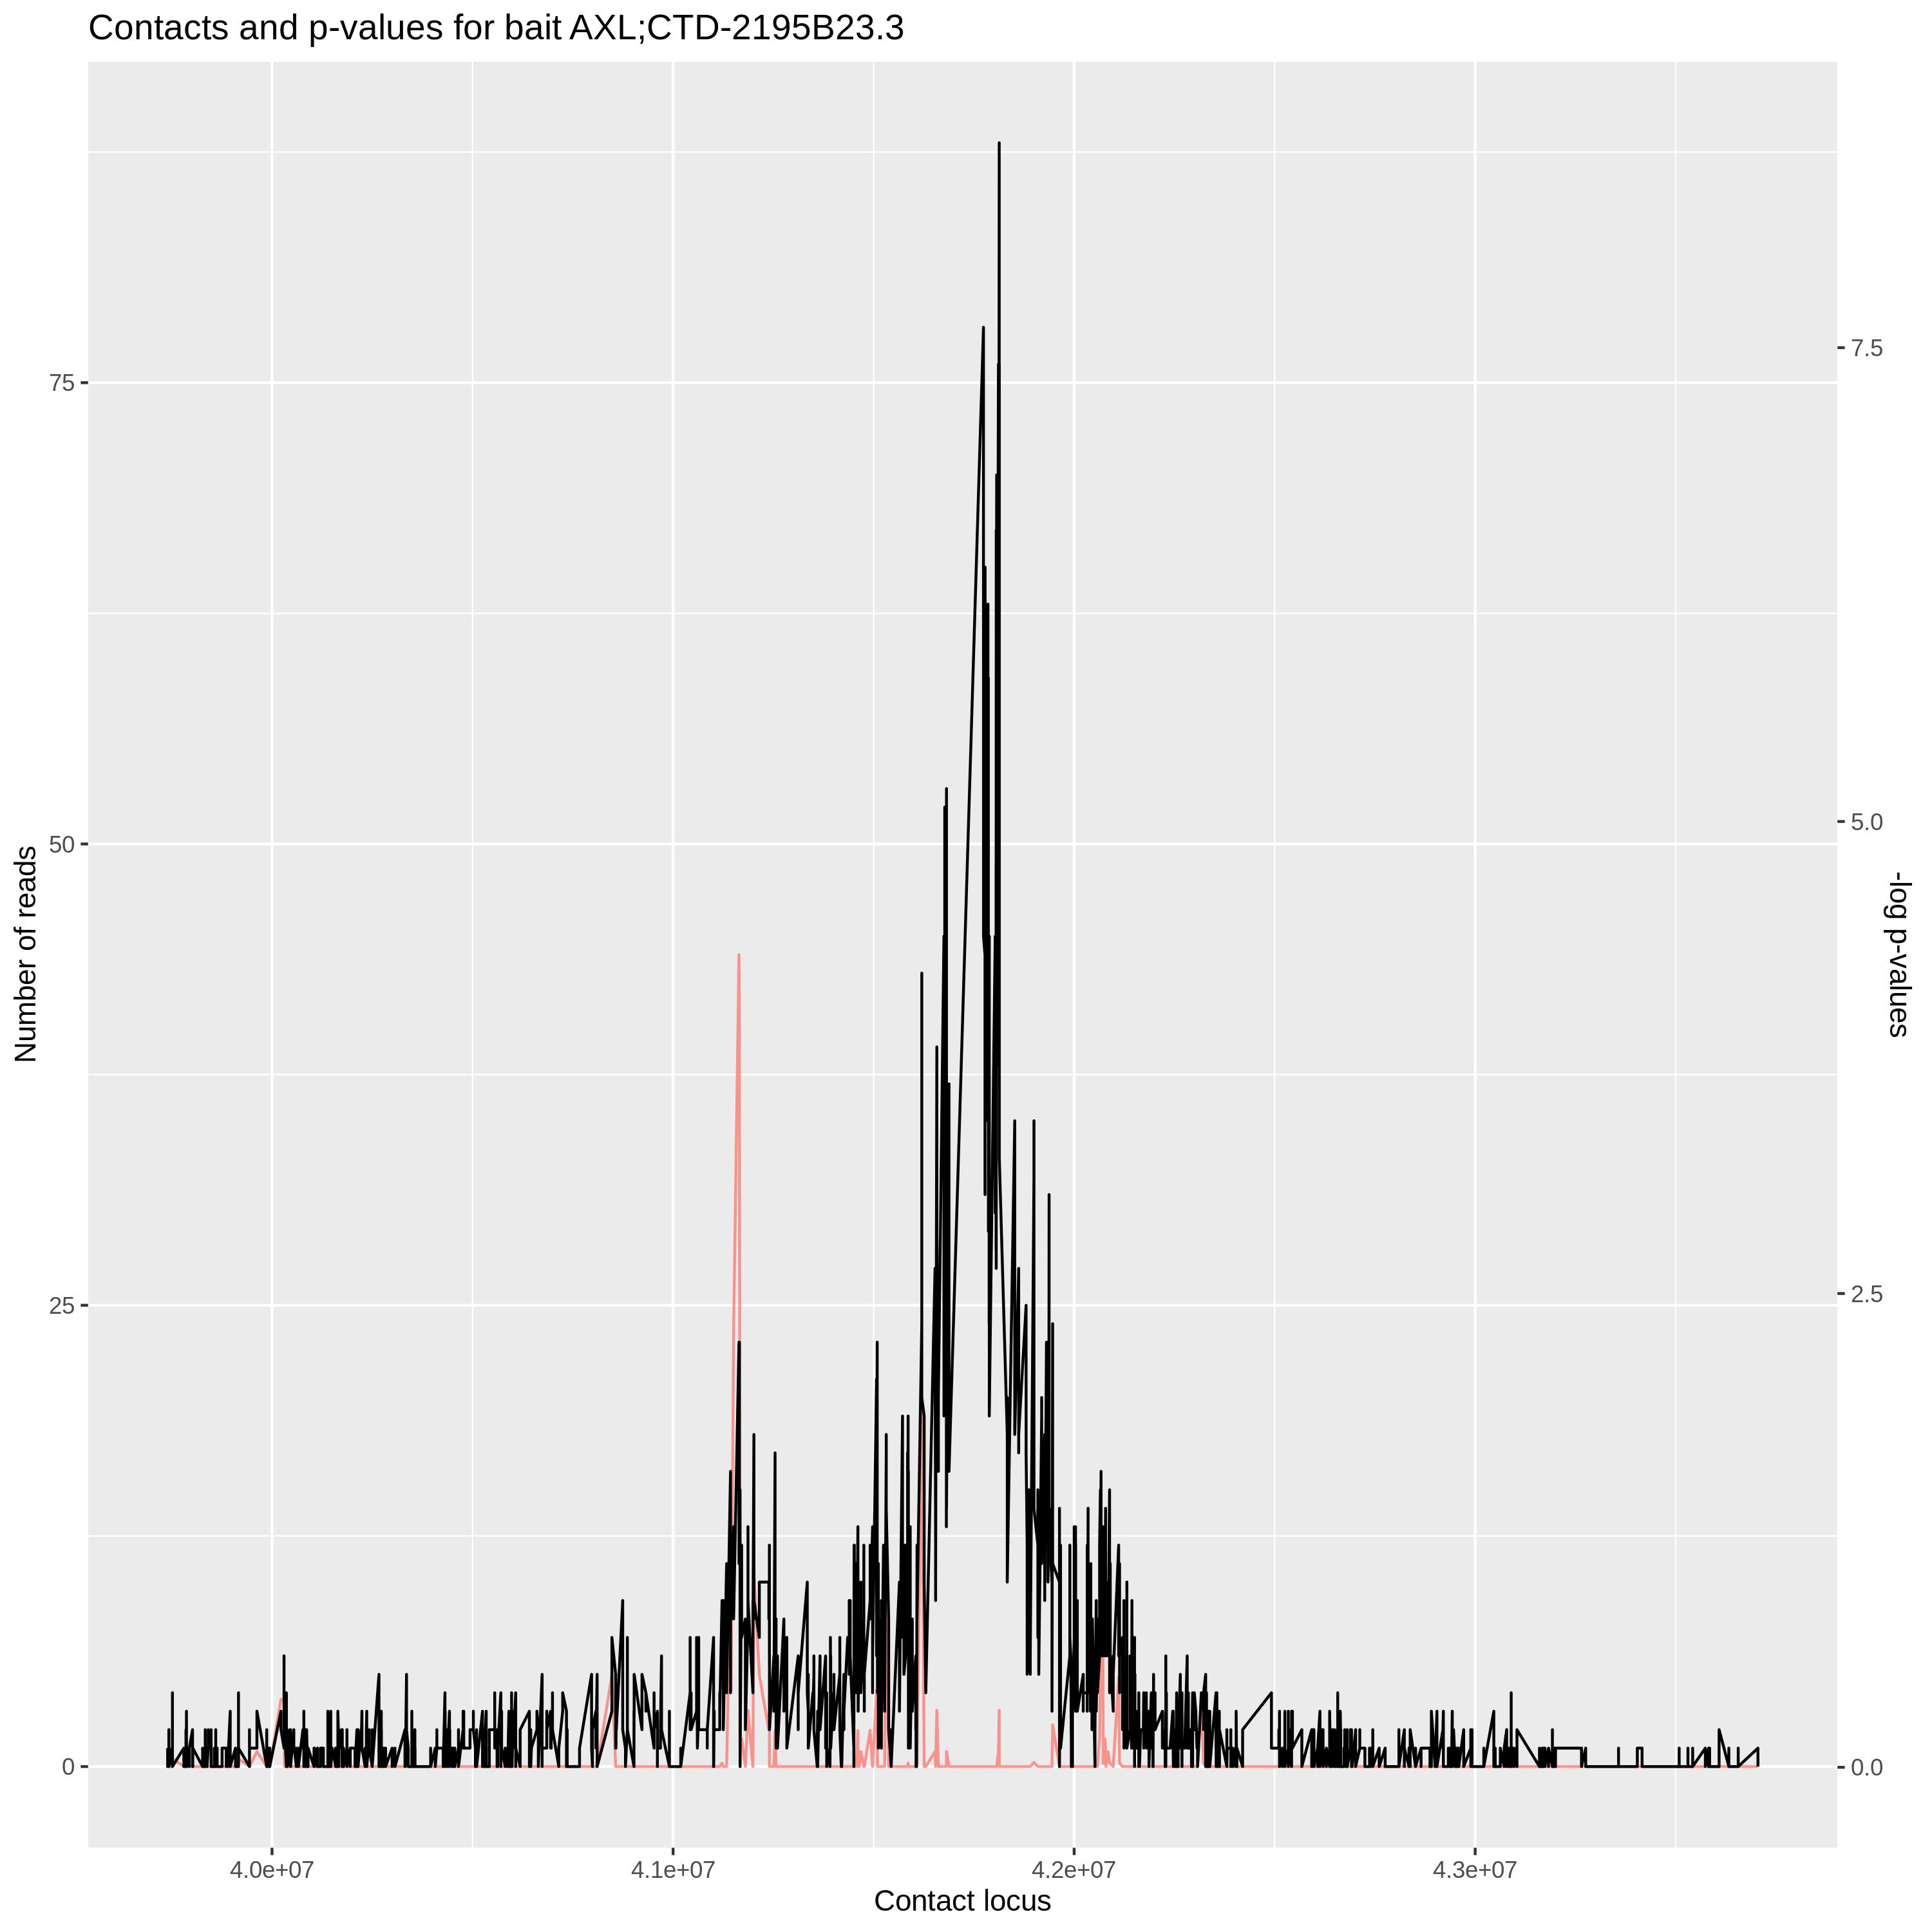 Contacts and p-values for bait AXL;CTD-2195B23.3
75
50
25
0
Number of reads
7.5
5.0
2.5
0.0
-log p-values
4.0e+07
4.1e+07
4.2e+07
4.3e+07
Contact locus